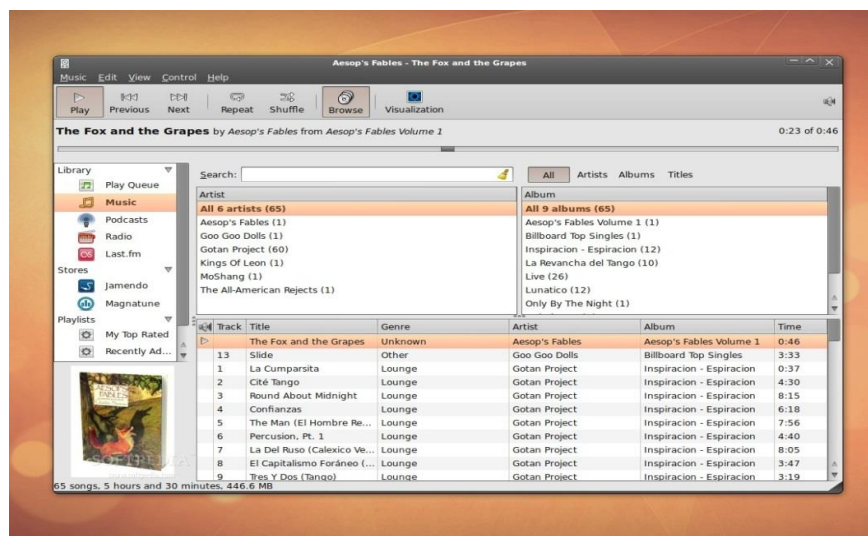 Aesop's Fables - The Fox and the Grapes
Music Edit View Control Help
Play Previous Next Repeat Shuffle Browse Visualization
The Fox and the Grapes by Aesop's Fables from Aesop's Fables Volume 1 0:23 of 0:46
Library
Play Queue
Music
Podcasts
Radio
Last.fm
Stores
Jamendo
Magnatune
Playlists
My Top Rated
Recently Ad...
Search: All Artists Albums Titles
Artist
All 6 artists (65)
Aesop's Fables (1)
Goo Goo Dolls (1)
Gotan Project (60)
Kings Of Leon (1)
MoShang (1)
The All-American Rejects (1)
Album
All 9 albums (65)
Aesop's Fables Volume 1 (1)
Billboard Top Singles (1)
Inspiracion - Espiracion (12)
La Revancha del Tango (10)
Live (26)
Lunatico (12)
Only By The Night (1)
Track Title Genre Artist Album Time
The Fox and the Grapes Unknown Aesop's Fables Aesop's Fables Volume 1 0:46
13 Slide Other Goo Goo Dolls Billboard Top Singles 3:33
1 La Cumparsita Lounge Gotan Project Inspiracion - Espiracion 0:37
2 Cité Tango Lounge Gotan Project Inspiracion - Espiracion 4:30
3 Round About Midnight Lounge Gotan Project Inspiracion - Espiracion 8:15
4 Confianzas Lounge Gotan Project Inspiracion - Espiracion 6:18
5 The Man (El Hombre Re... Lounge Gotan Project Inspiracion - Espiracion 7:56
6 Percusion, Pt. 1 Lounge Gotan Project Inspiracion - Espiracion 4:40
7 La Del Ruso (Calexico Ve... Lounge Gotan Project Inspiracion - Espiracion 8:05
8 El Capitalismo Foráneo (... Lounge Gotan Project Inspiracion - Espiracion 3:47
9 Tres Y Dos (Tango) Lounge Gotan Project Inspiracion - Espiracion 3:19
AESOP'S
FABLES
SOFTPEDIA
65 songs, 5 hours and 30 minutes, 446.6 MB